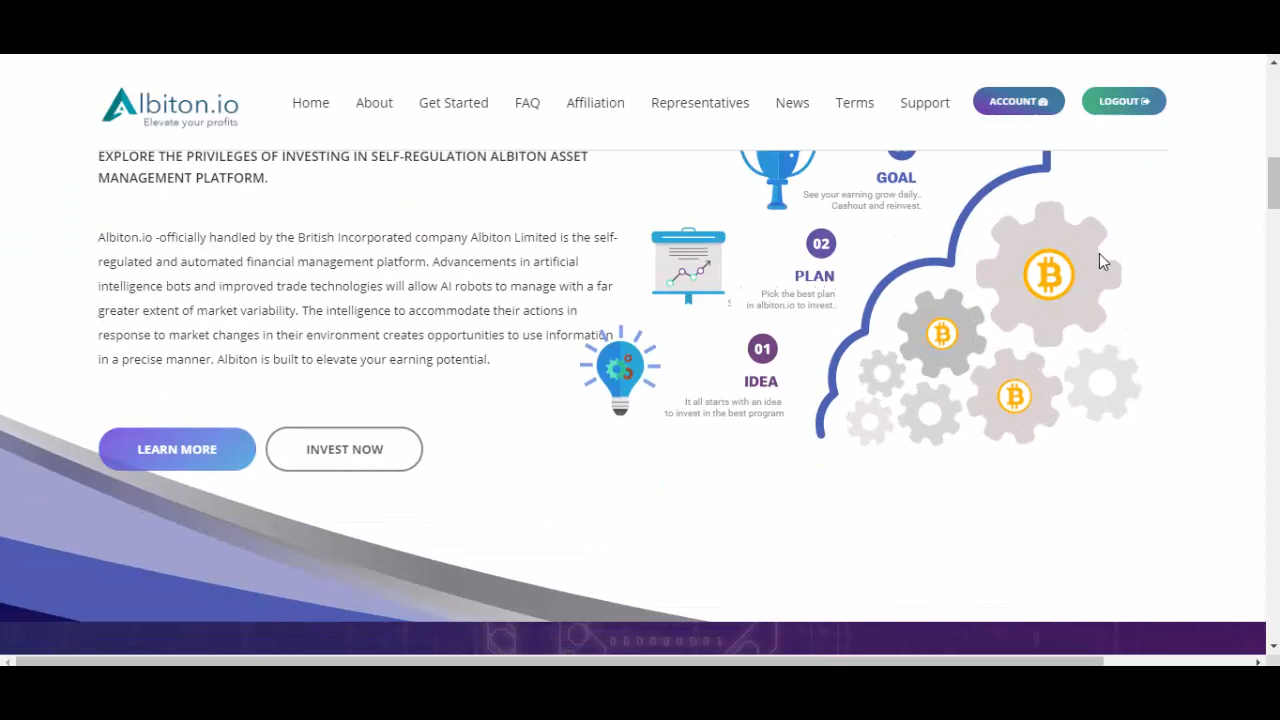 Albiton.io
Elevate your profits
Home About Get Started FAQ Affiliation Representatives News Terms Support ACCOUNT LOGOUT
EXPLORE THE PRIVILEGES OF INVESTING IN SELF-REGULATION ALBITON ASSET
MANAGEMENT PLATFORM.
Albiton.io -officially handled by the British Incorporated company Albiton Limited is the self-
regulated and automated financial management platform. Advancements in artificial
intelligence bots and improved trade technologies will allow AI robots to manage with a far
greater extent of market variability. The intelligence to accommodate their actions in
response to market changes in their environment creates opportunities to use information
in a precise manner. Albiton is built to elevate your earning potential.
LEARN MORE INVEST NOW
GOAL
See your earning grow daily..
Cashout and reinvest.
02
PLAN
Pick the best plan
in albiton.io to invest..
01
IDEA
It all starts with an idea
to invest in the best program